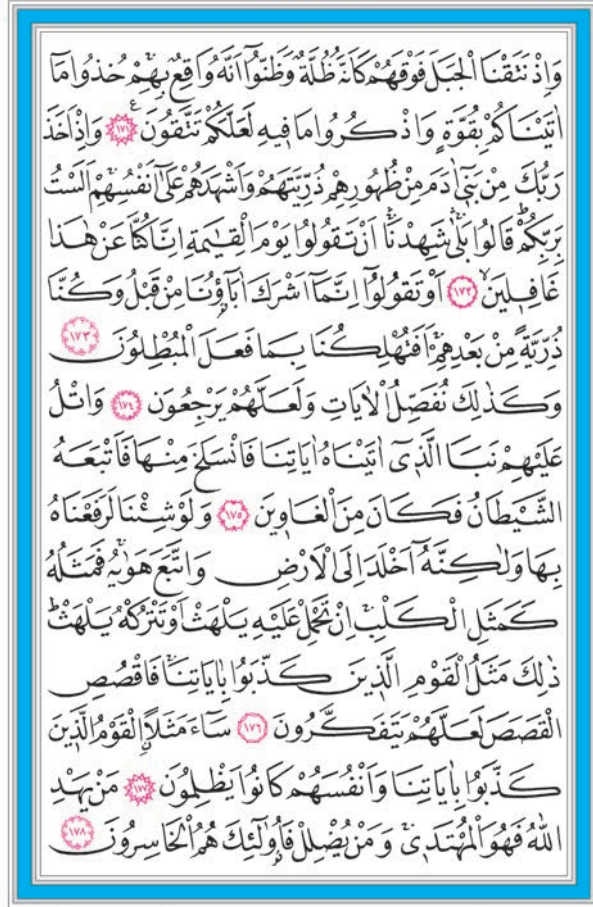 وَاِذْ نَتَقْنَا الْجَبَلَ فَوْقَهُمْ كَاَنَّهُ ظُلَّةٌ وَظَنُّٓوا اَنَّهُ وَاقِعٌ بِهِمْۚ خُذُوا مَٓا
اٰتَيْنَاكُمْ بِقُوَّةٍ وَاذْكُرُوا مَا ف۪يهِ لَعَلَّكُمْ تَتَّقُونَ۟ ﴿١٧١﴾ وَاِذْ اَخَذَ
رَبُّكَ مِنْ بَن۪ٓي اٰدَمَ مِنْ ظُهُورِهِمْ ذُرِّيَّتَهُمْ وَاَشْهَدَهُمْ عَلٰٓى اَنْفُسِهِمْۚ اَلَسْتُ
بِرَبِّكُمْۜ قَالُوا بَلٰىۚۛ شَهِدْنَاۚۛ اَنْ تَقُولُوا يَوْمَ الْقِيٰمَةِ اِنَّا كُنَّا عَنْ هٰذَا
غَافِل۪ينَۙ ﴿١٧٢﴾ اَوْ تَقُولُٓوا اِنَّمَٓا اَشْرَكَ اٰبَٓاؤُ۬نَا مِنْ قَبْلُ وَكُنَّا
ذُرِّيَّةً مِنْ بَعْدِهِمْۚ اَفَتُهْلِكُنَا بِمَا فَعَلَ الْمُبْطِلُونَ ﴿١٧٣﴾
وَكَذٰلِكَ نُفَصِّلُ الْاٰيَاتِ وَلَعَلَّهُمْ يَرْجِعُونَ ﴿١٧٤﴾ وَاتْلُ
عَلَيْهِمْ نَبَاَ الَّذ۪ٓي اٰتَيْنَاهُ اٰيَاتِنَا فَانْسَلَخَ مِنْهَا فَاَتْبَعَهُ
الشَّيْطَانُ فَكَانَ مِنَ الْغَاو۪ينَ ﴿١٧٥﴾ وَلَوْ شِئْنَا لَرَفَعْنَاهُ
بِهَا وَلٰكِنَّهُٓ اَخْلَدَ اِلَى الْاَرْضِ وَاتَّبَعَ هَوٰيهُۚ فَمَثَلُهُ
كَمَثَلِ الْكَلْبِۚ اِنْ تَحْمِلْ عَلَيْهِ يَلْهَثْ اَوْ تَتْرُكْهُ يَلْهَثْۜ
ذٰلِكَ مَثَلُ الْقَوْمِ الَّذ۪ينَ كَذَّبُوا بِاٰيَاتِنَاۚ فَاقْصُصِ
الْقَصَصَ لَعَلَّهُمْ يَتَفَكَّرُونَ ﴿١٧٦﴾ سَٓاءَ مَثَلاًۨ الْقَوْمُ الَّذ۪ينَ
كَذَّبُوا بِاٰيَاتِنَا وَاَنْفُسَهُمْ كَانُوا يَظْلِمُونَ ﴿١٧٧﴾ مَنْ يَهْدِ
اللّٰهُ فَهُوَ الْمُهْتَد۪يۚ وَمَنْ يُضْلِلْ فَاُو۬لٰٓئِكَ هُمُ الْخَاسِرُونَ ﴿١٧٨﴾